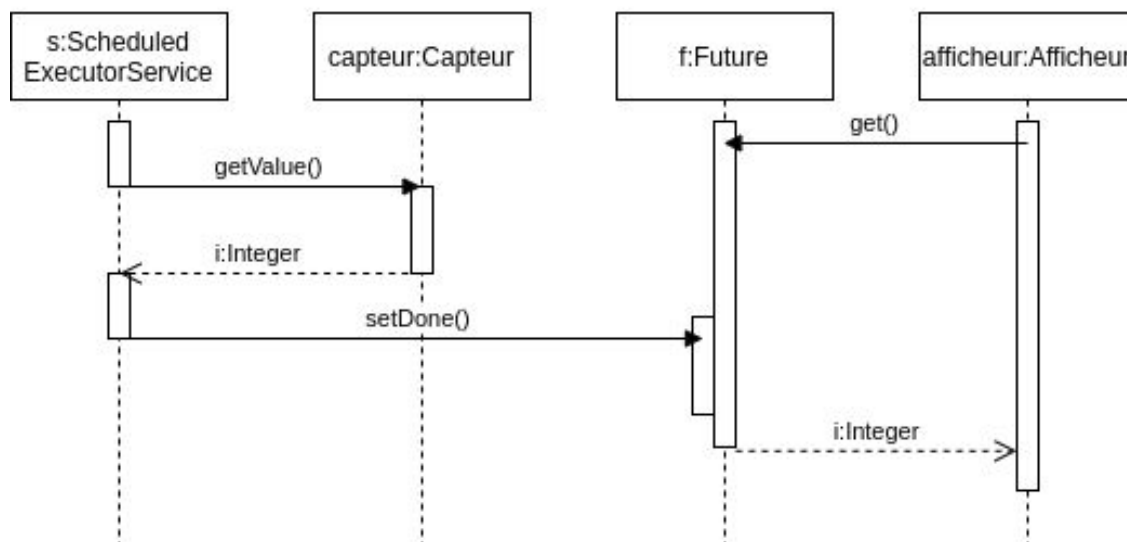 s:Scheduled
ExecutorService
capteur:Capteur
f:Future
afficheur:Afficheur
get()
getValue()
i:Integer
setDone()
i:Integer